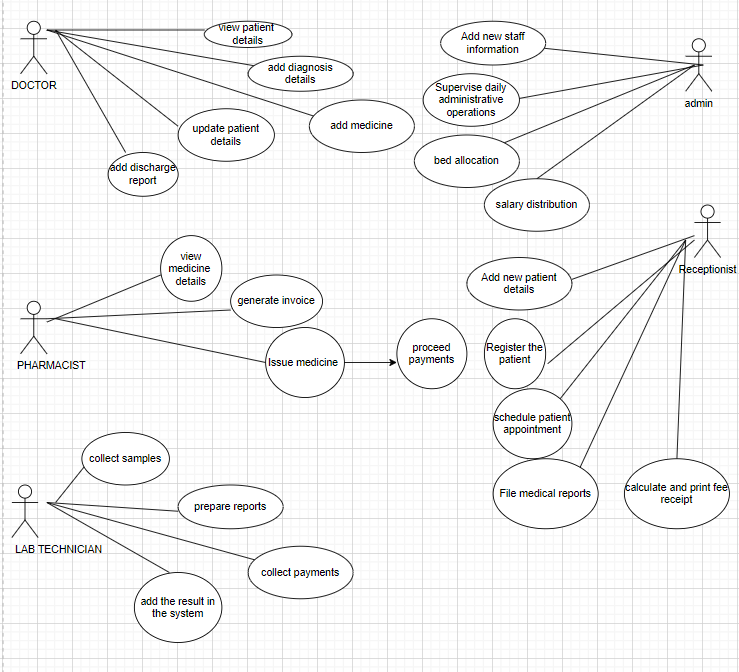 view patient
details
DOCTOR
add diagnosis
details
add medicine
update patient
details
add discharge
report
Add new staff
information
admin
Supervise daily
administrative
operations
bed allocation
salary distribution
Receptionist
Add new patient
details
Register the
patient
schedule patient
appointment
File medical reports
calculate and print fee
receipt
view
medicine
details
generate invoice
PHARMACIST
Issue medicine
proceed
payments
collect samples
prepare reports
LAB TECHNICIAN
collect payments
add the result in
the system